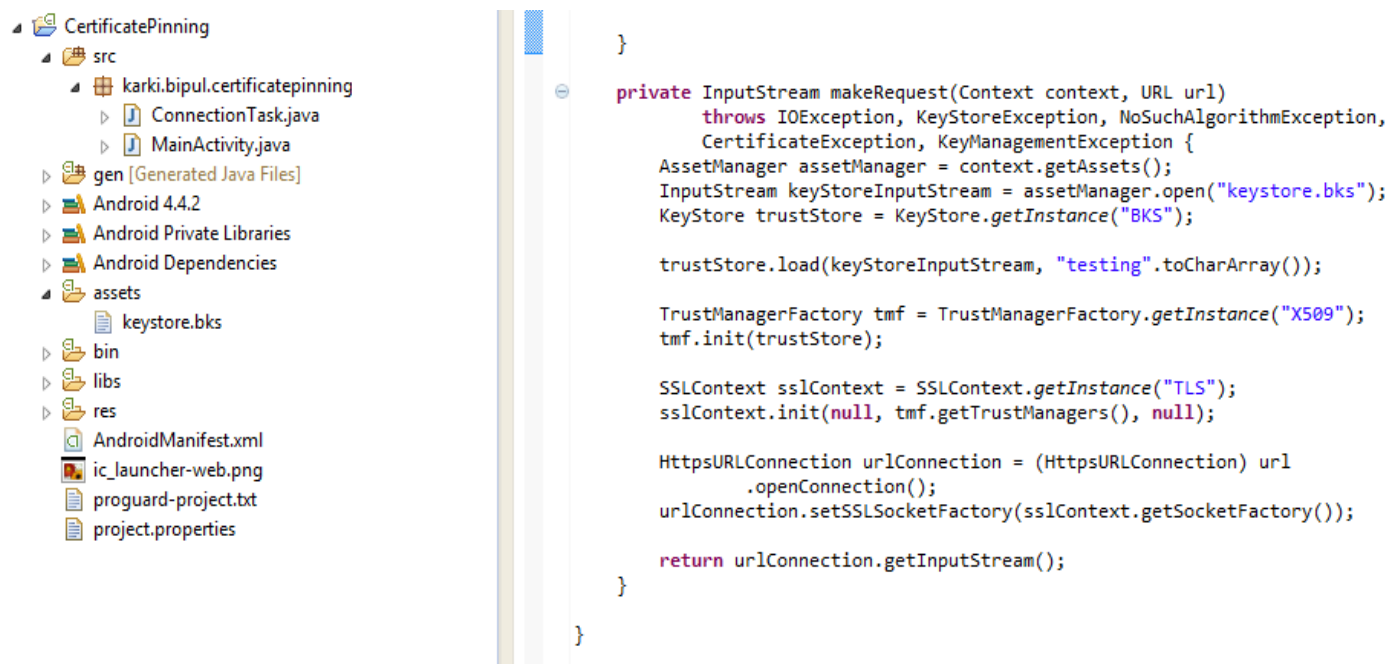 CertificatePinning
src
karki.bipul.certificatepinning
ConnectionTask.java
MainActivity.java
gen [Generated Java Files]
Android 4.4.2
Android Private Libraries
Android Dependencies
assets
keystore.bks
bin
libs
res
AndroidManifest.xml
ic_launcher-web.png
proguard-project.txt
project.properties
}
private InputStream makeRequest(Context context, URL url)
throws IOException, KeyStoreException, NoSuchAlgorithmException,
CertificateException, KeyManagementException {
AssetManager assetManager = context.getAssets();
InputStream keyStoreInputStream = assetManager.open("keystore.bks");
KeyStore trustStore = KeyStore.getInstance("BKS");
trustStore.load(keyStoreInputStream, "testing".toCharArray());
TrustManagerFactory tmf = TrustManagerFactory.getInstance("X509");
tmf.init(trustStore);
SSLContext sslContext = SSLContext.getInstance("TLS");
sslContext.init(null, tmf.getTrustManagers(), null);
HttpsURLConnection urlConnection = (HttpsURLConnection) url
.openConnection();
urlConnection.setSSLSocketFactory(sslContext.getSocketFactory());
return urlConnection.getInputStream();
}
}